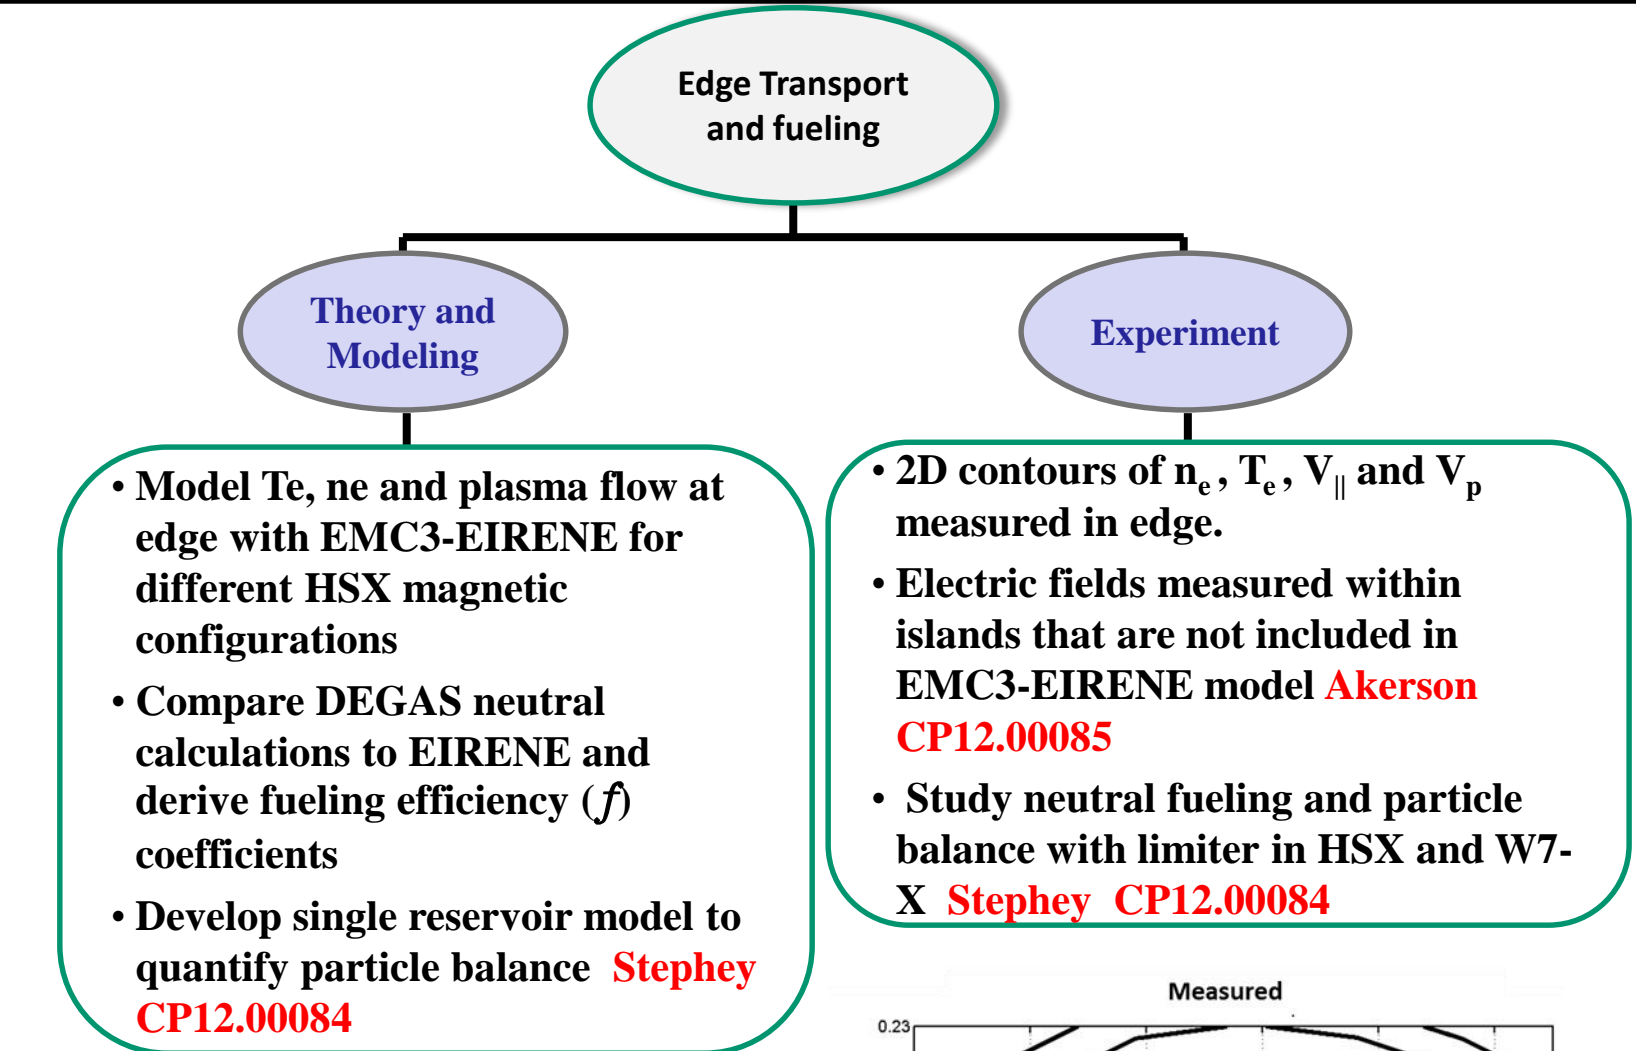 Edge Transport
and fueling
Theory and
Modeling
Experiment
• Model Te, ne and plasma flow at
edge with EMC3-EIRENE for
different HSX magnetic
configurations
• Compare DEGAS neutral
calculations to EIRENE and
derive fueling efficiency (f)
coefficients
• Develop single reservoir model to
quantify particle balance Stephey
CP12.00084
• 2D contours of nₑ, Tₑ, V|| and Vₚ
measured in edge.
• Electric fields measured within
islands that are not included in
EMC3-EIRENE model Akerson
CP12.00085
• Study neutral fueling and particle
balance with limiter in HSX and W7-
X Stephey CP12.00084
Measured
0.23